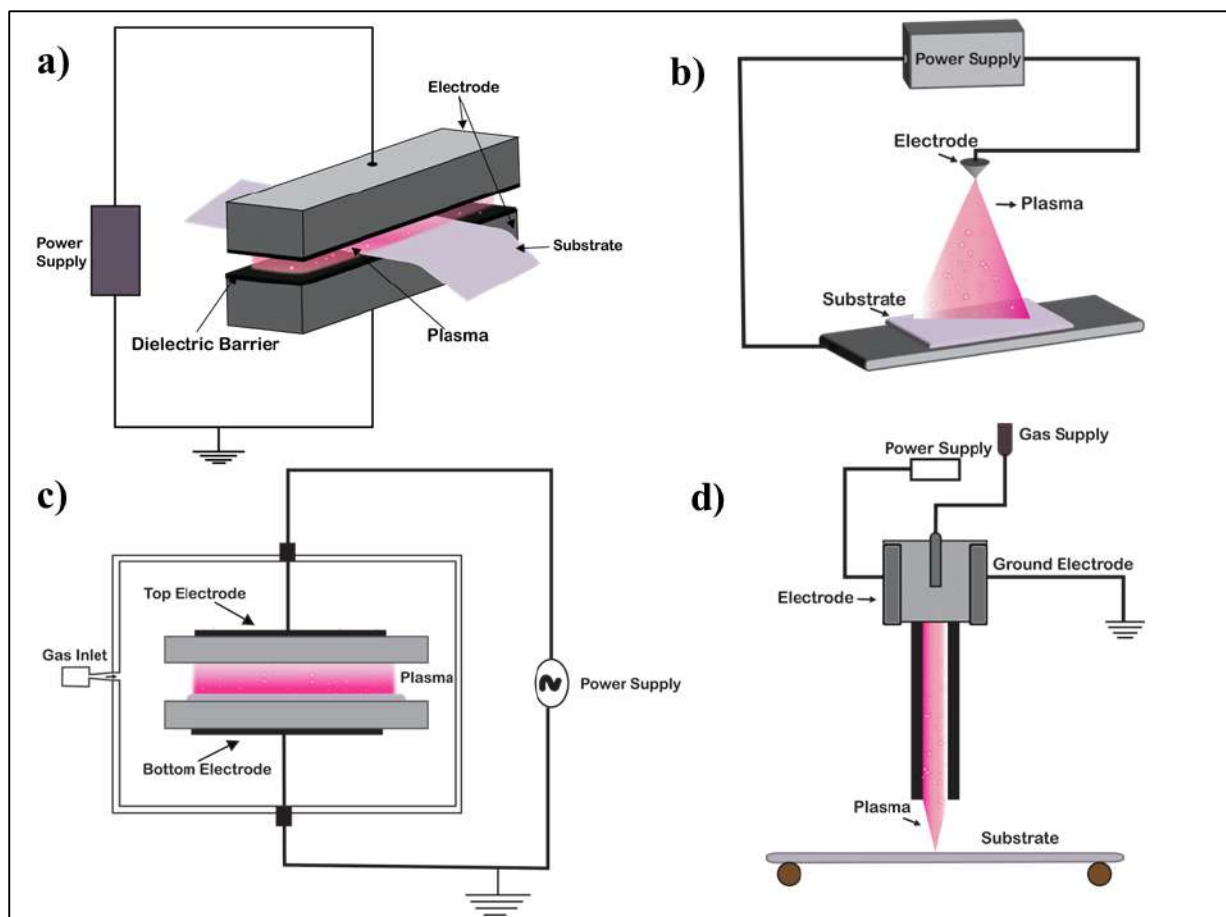 a)
Electrode
Power
Supply
Substrate
Dielectric Barrier
Plasma
b)
Power Supply
Electrode
Plasma
Substrate
c)
Top Electrode
Gas Inlet
Plasma
Power Supply
Bottom Electrode
d)
Gas Supply
Power Supply
Ground Electrode
Electrode
Plasma
Substrate